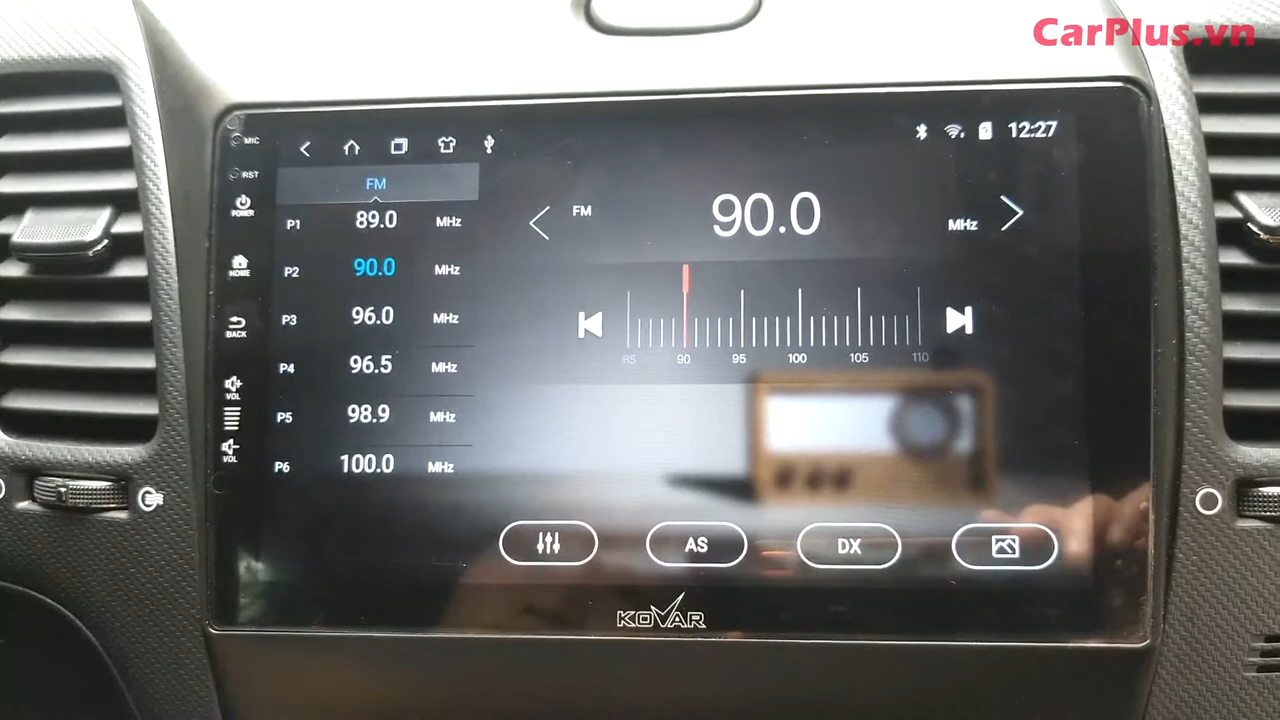 CarPlus.vn
MIC
RST
POWER
HOME
BACK
VOL
VOL
12:27
FM
P1 89.0 MHz
P2 90.0 MHz
P3 96.0 MHz
P4 96.5 MHz
P5 98.9 MHz
P6 100.0 MHz
FM 90.0 MHz
85 90 95 100 105 110
AS
DX
KOVAR